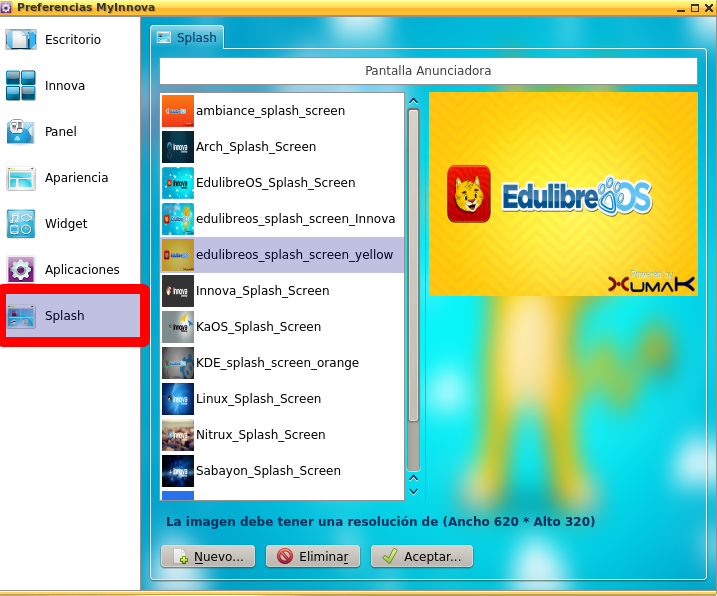 Preferencias MyInnova
Escritorio
Innova
Panel
Apariencia
Widget
Aplicaciones
Splash
Splash
Pantalla Anunciadora
ambiance_splash_screen
Arch_Splash_Screen
EdulibreOS_Splash_Screen
edulibreos_splash_screen_Innova
edulibreos_splash_screen_yellow
Innova_Splash_Screen
KaOS_Splash_Screen
KDE_splash_screen_orange
Linux_Splash_Screen
Nitrux_Splash_Screen
Sabayon_Splash_Screen
EdulibreOS
Powered by
XUMAK
La imagen debe tener una resolución de (Ancho 620 * Alto 320)
Nuevo...
Eliminar
Aceptar...